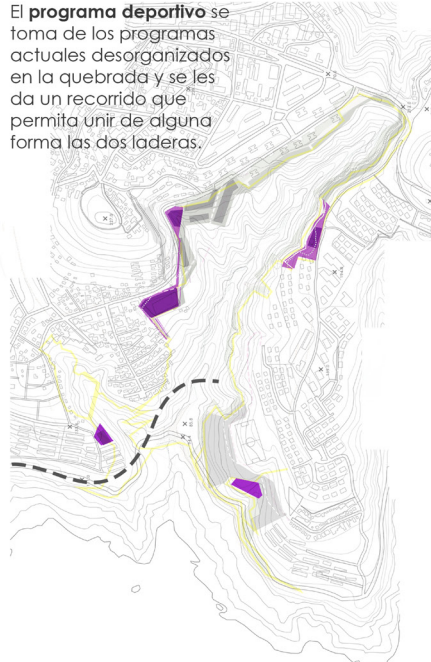 El programa deportivo se
toma de los programas
actuales desorganizados
en la quebrada y se les
da un recorrido que
permita unir de alguna
forma las dos laderas.